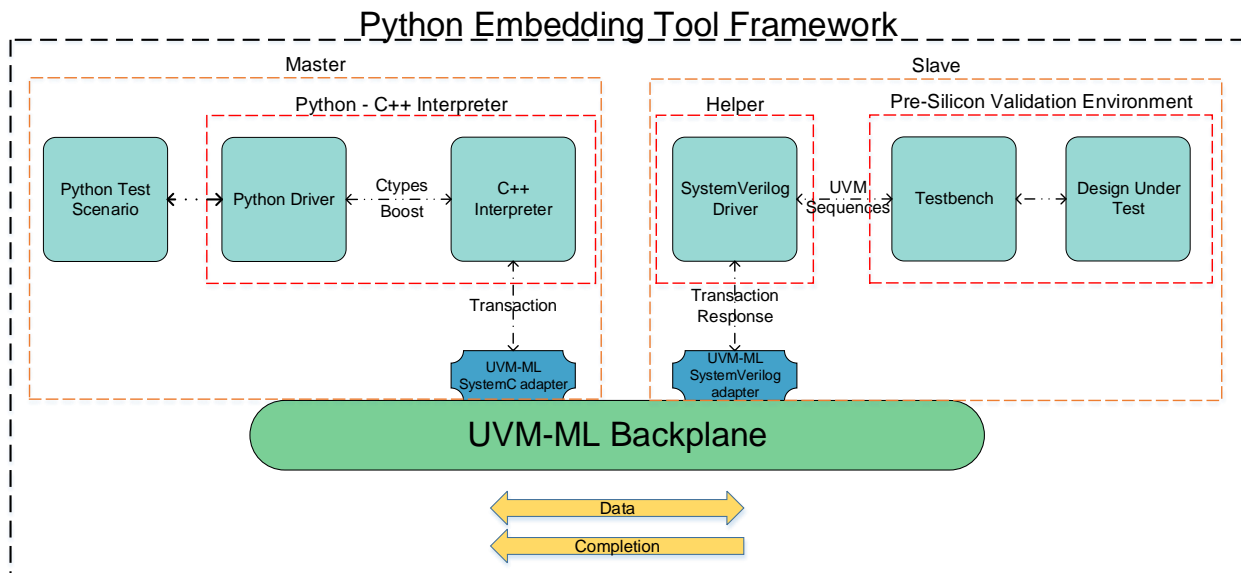 Python Embedding Tool Framework
Master
Slave
Python - C++ Interpreter
Helper
Pre-Silicon Validation Environment
Python Test
Scenario
Python Driver
Ctypes
Boost
C++
Interpreter
SystemVerilog
Driver
UVM
Sequences
Testbench
Design Under
Test
Transaction
Transaction
Response
UVM-ML
SystemC adapter
UVM-ML
SystemVerilog
adapter
UVM-ML Backplane
Data
Completion